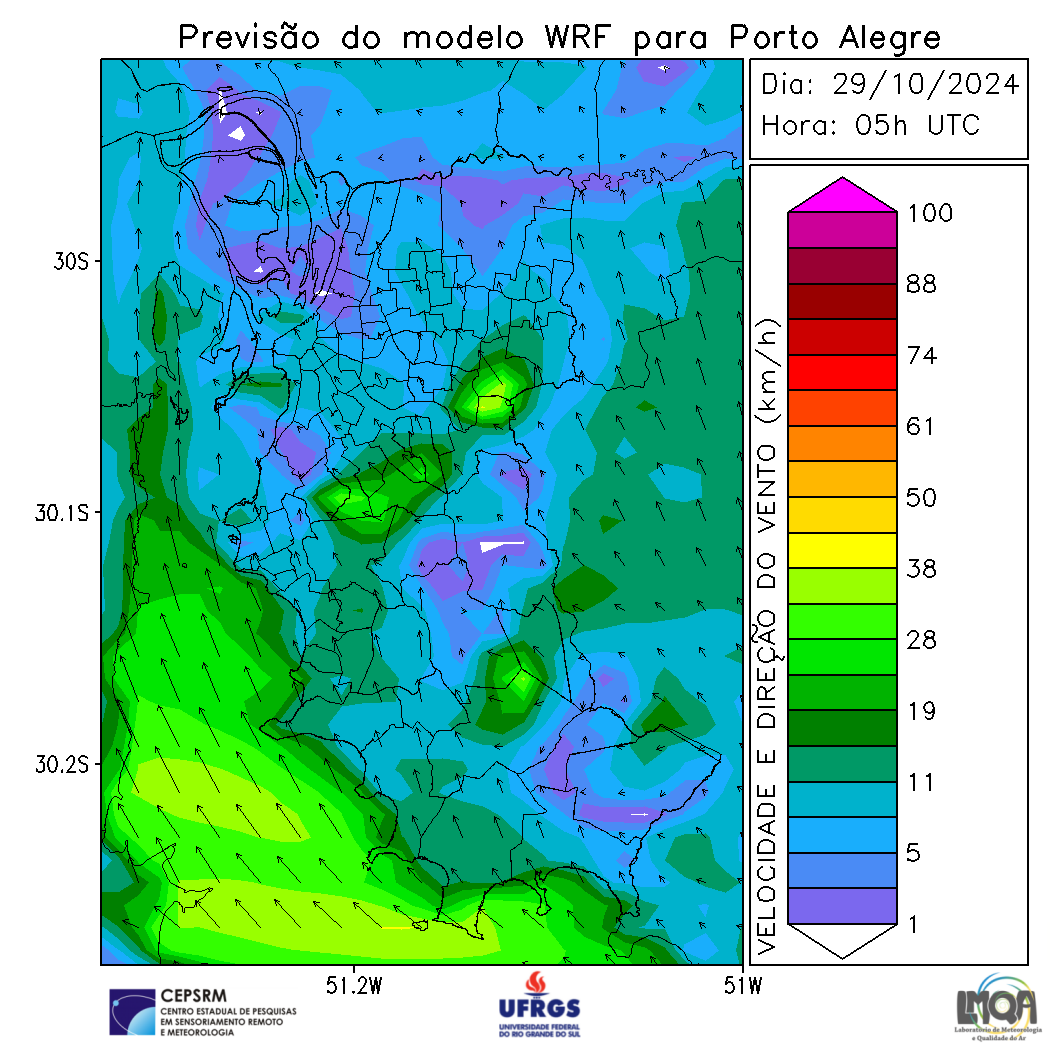 Previsão do modelo WRF para Porto Alegre
Dia: 29/10/2024
Hora: 05h UTC
30S
30.1S
30.2S
51.2W
51W
VELOCIDADE E DIREÇÃO DO VENTO (km/h)
100
88
74
61
50
38
28
19
11
5
1
CEPSRM
CENTRO ESTADUAL DE PESQUISAS
EM SENSORIAMENTO REMOTO
E METEOROLOGIA
UFRGS
UNIVERSIDADE FEDERAL
DO RIO GRANDE DO SUL
LMQA
Laboratório de Meteorologia
e Qualidade do Ar